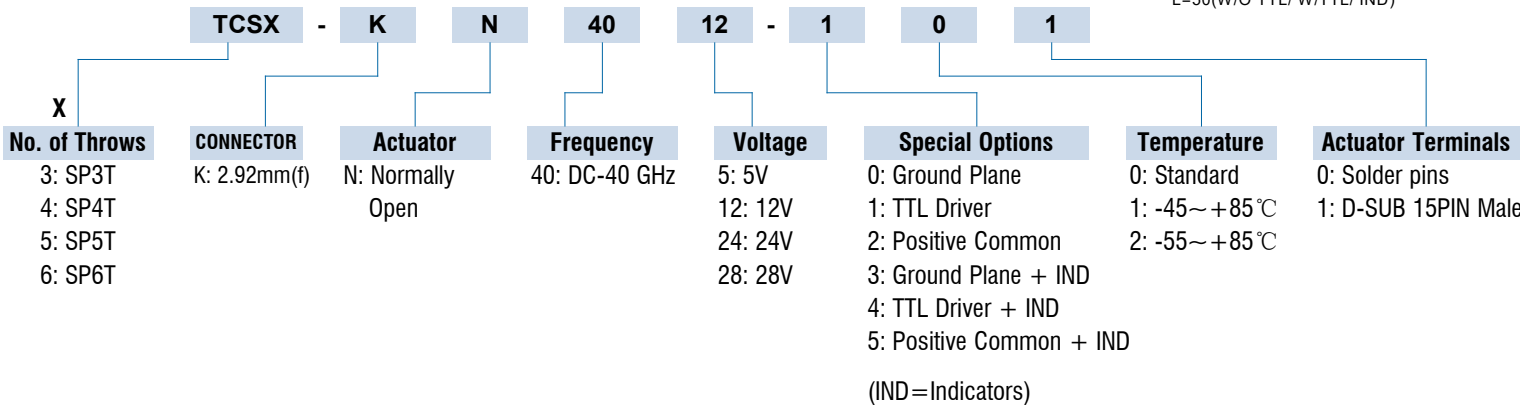 L=50(W/O TTL/ W/TTL/ IND)
TCSX - K N 40 12 - 1 0 1
X
No. of Throws
3: SP3T
4: SP4T
5: SP5T
6: SP6T
CONNECTOR
K: 2.92mm(f)
Actuator
N: Normally
Open
Frequency
40: DC-40 GHz
Voltage
5: 5V
12: 12V
24: 24V
28: 28V
Special Options
0: Ground Plane
1: TTL Driver
2: Positive Common
3: Ground Plane + IND
4: TTL Driver + IND
5: Positive Common + IND
(IND=Indicators)
Temperature
0: Standard
1: -45~+85℃
2: -55~+85℃
Actuator Terminals
0: Solder pins
1: D-SUB 15PIN Male